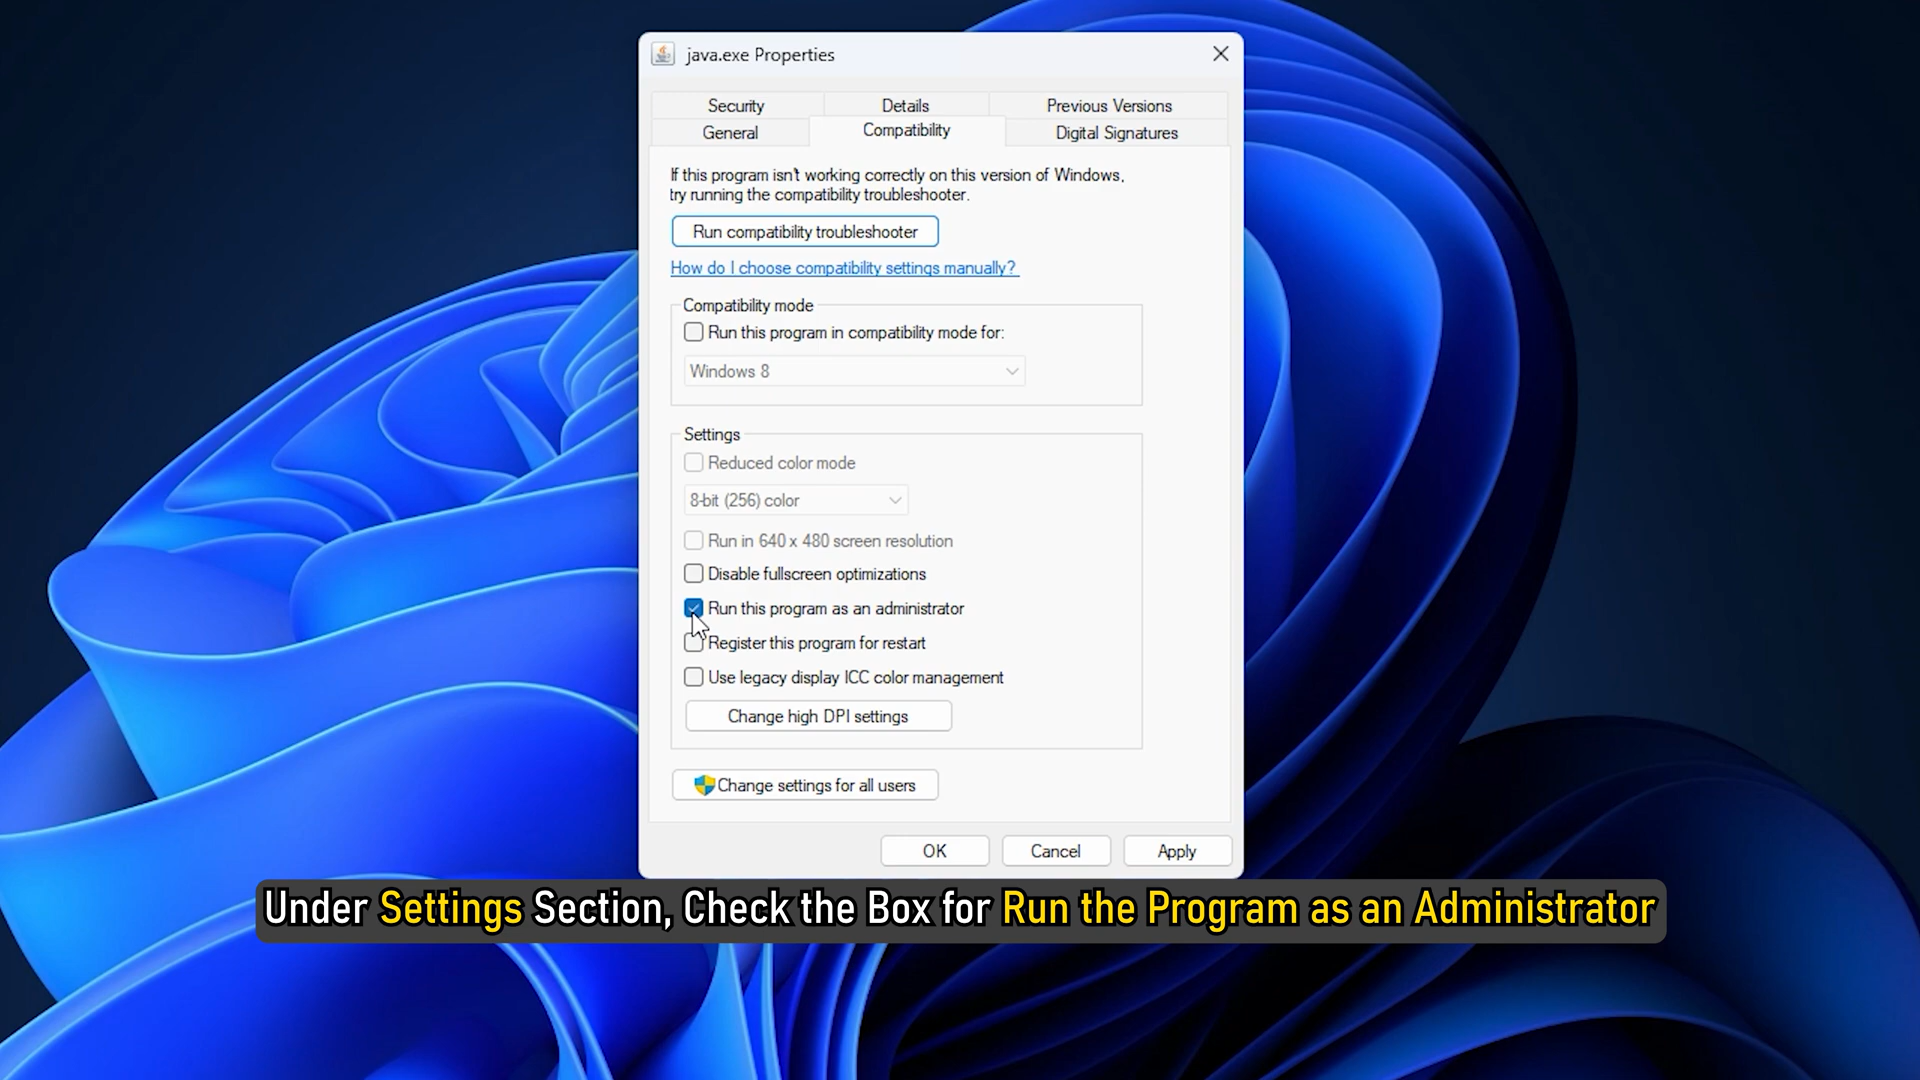 java.exe Properties
Security
Details
Previous Versions
General
Compatibility
Digital Signatures
If this program isn't working correctly on this version of Windows,
try running the compatibility troubleshooter.
Run compatibility troubleshooter
How do I choose compatibility settings manually?
Compatibility mode
Run this program in compatibility mode for:
Windows 8
Settings
Reduced color mode
8-bit (256) color
Run in 640 x 480 screen resolution
Disable fullscreen optimizations
Run this program as an administrator
Register this program for restart
Use legacy display ICC color management
Change high DPI settings
Change settings for all users
OK
Cancel
Apply
Under Settings Section, Check the Box for Run the Program as an Administrator